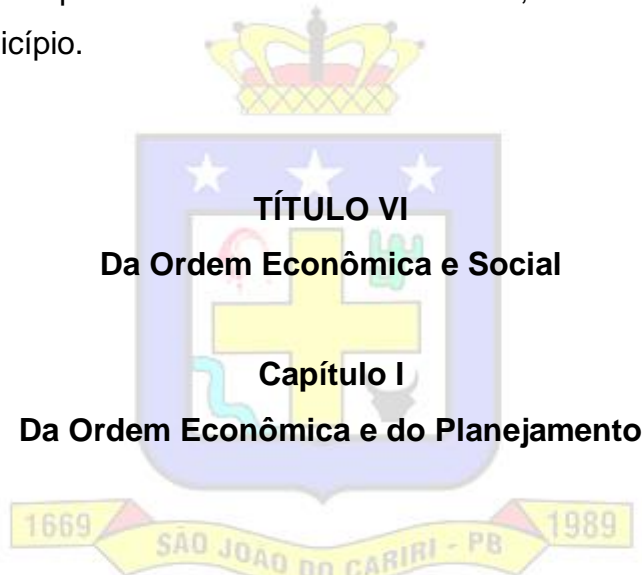 icípio.
TÍTULO VI
Da Ordem Econômica e Social
Capítulo I
Da Ordem Econômica e do Planejamento
1669 SÃO JOAO DO CARIRI - PB 1989